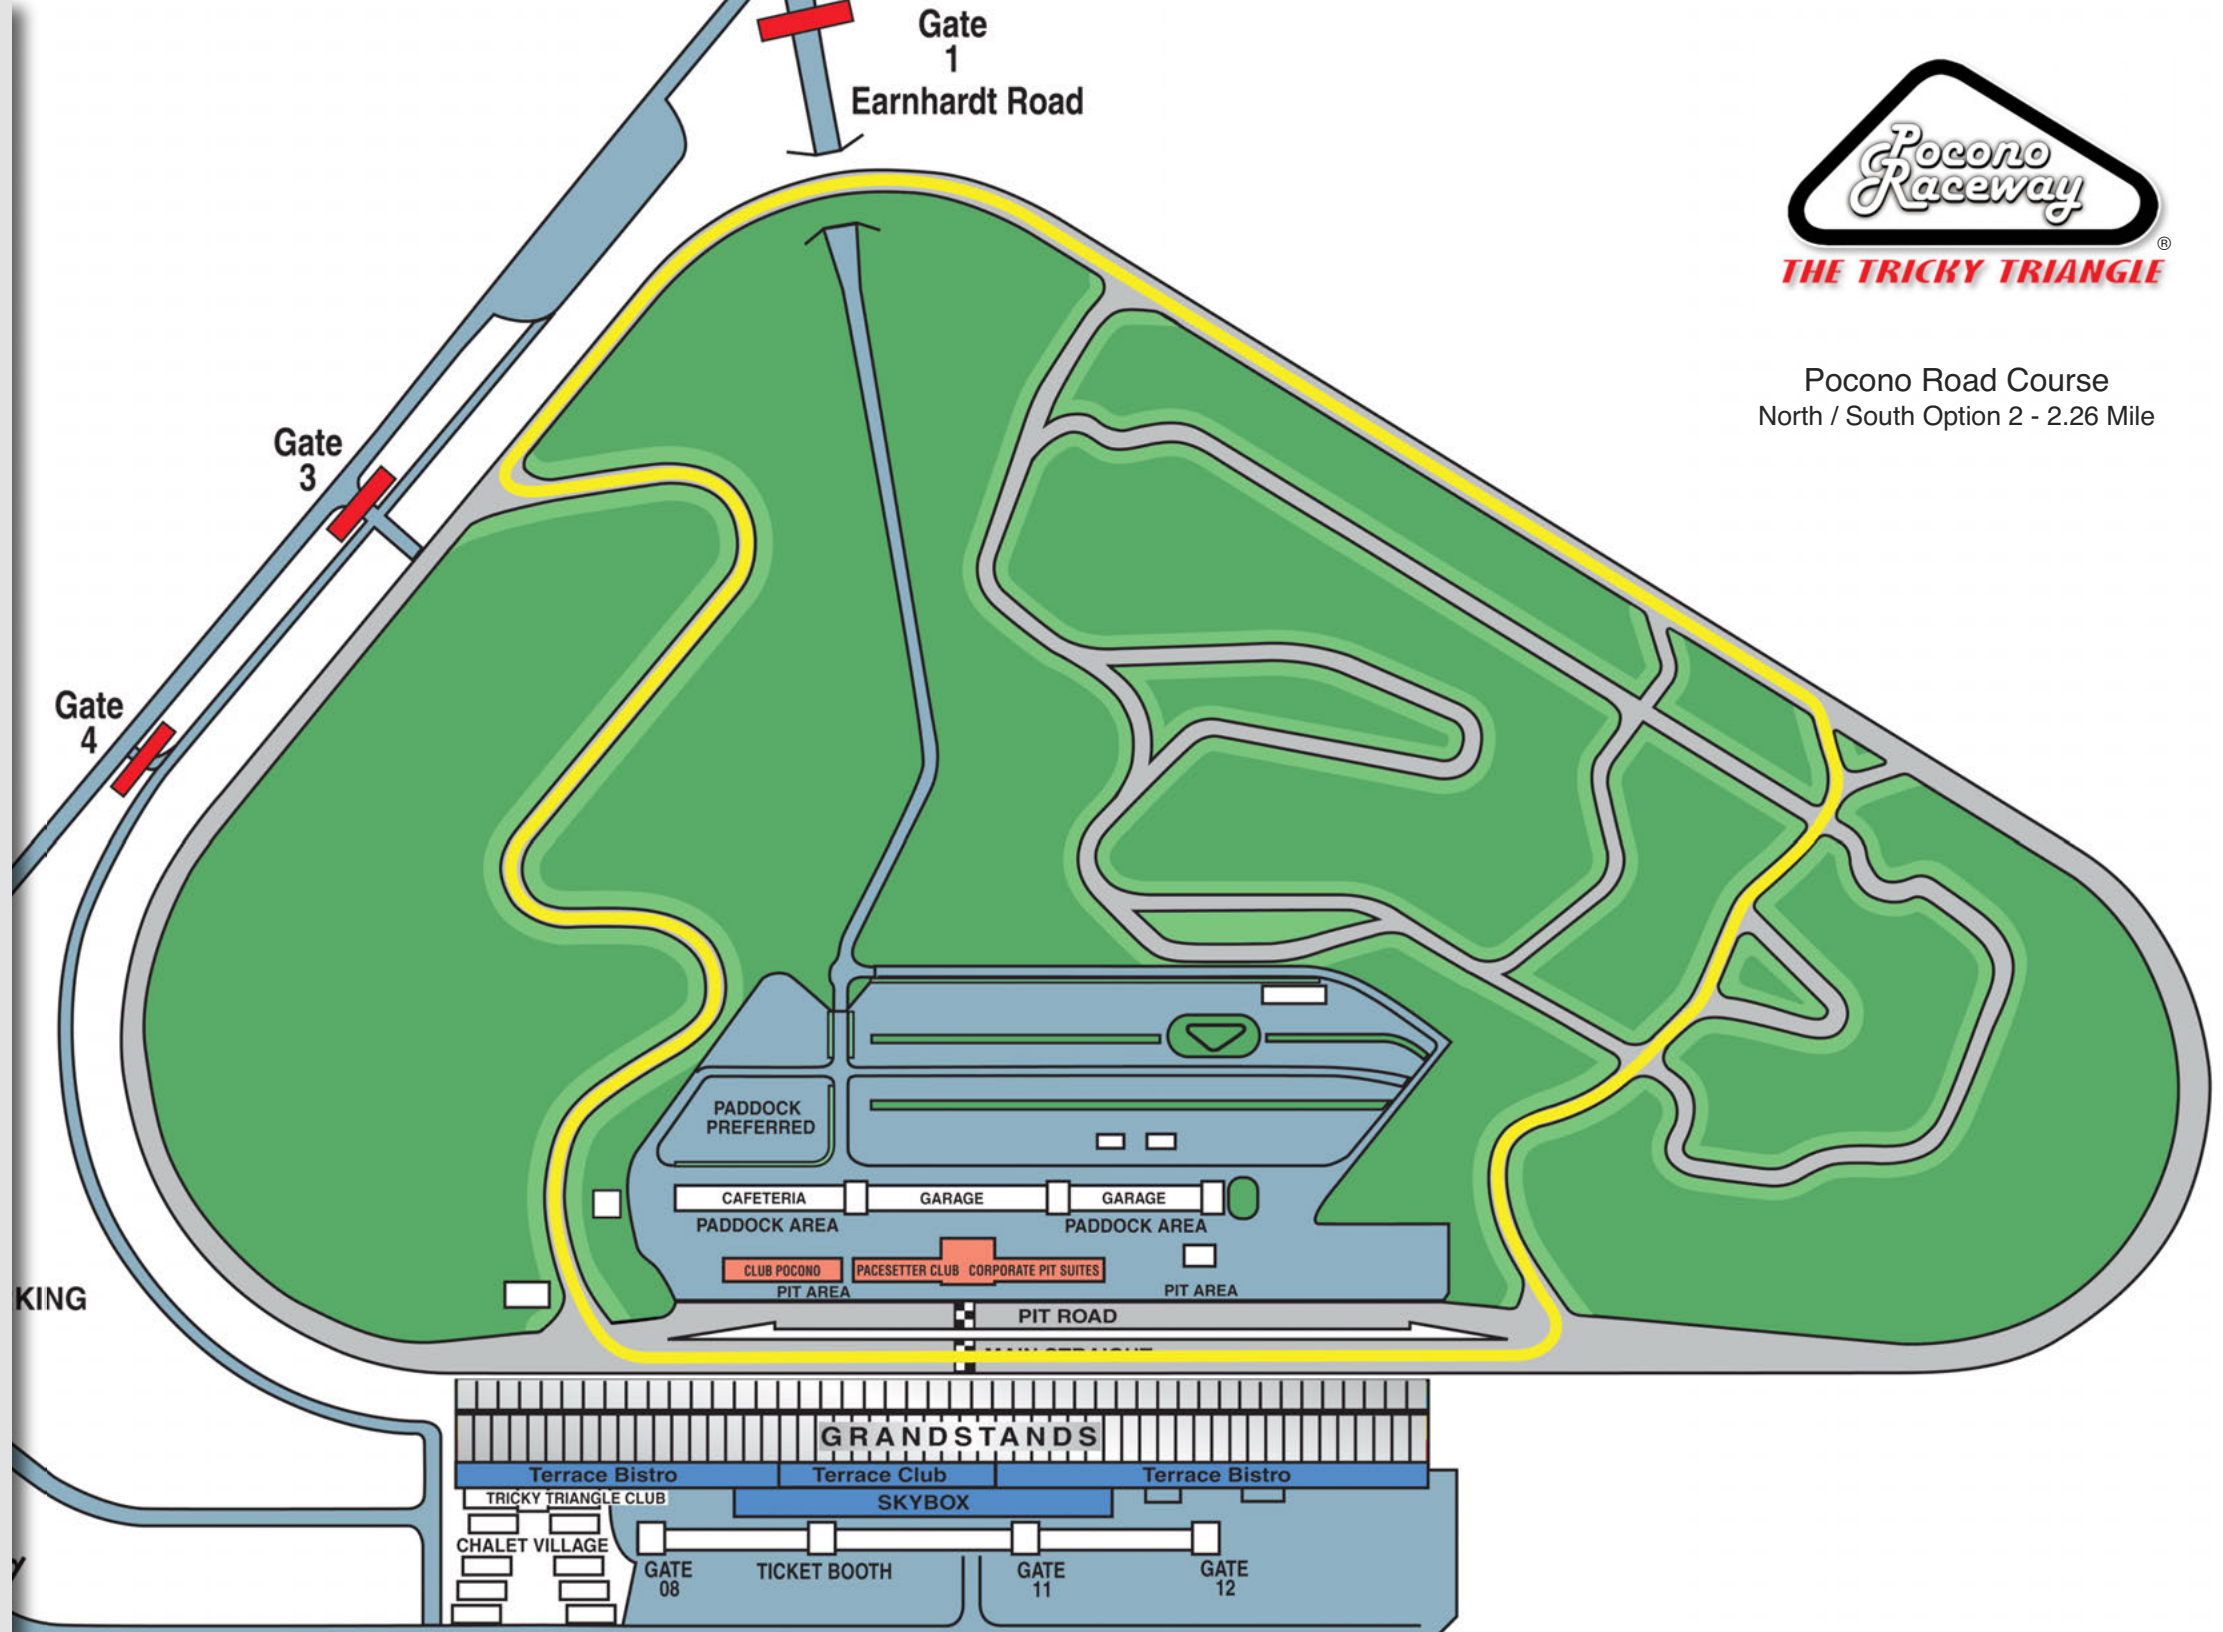 Gate
1
Earnhardt Road
Pocono
Raceway
®
THE TRICKY TRIANGLE
Pocono Road Course
North / South Option 2 - 2.26 Mile
Gate
3
Gate
4
PADDOCK
PREFERRED
CAFETERIA
GARAGE
GARAGE
PADDOCK AREA
PADDOCK AREA
CLUB POCONO
PACESETTER CLUB
CORPORATE PIT SUITES
PIT AREA
PIT AREA
KING
PIT ROAD
MAIN STRAIGHT
GRANDSTANDS
Terrace Bistro
Terrace Club
Terrace Bistro
TRICKY TRIANGLE CLUB
SKYBOX
CHALET VILLAGE
GATE
08
TICKET BOOTH
GATE
11
GATE
12